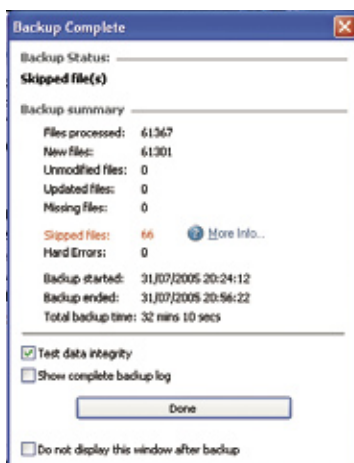 Backup Complete
Backup Status:
Skipped file(s)
Backup summary
Files processed: 61367
New files: 61301
Unmodified files: 0
Updated files: 0
Missing files: 0
Skipped files: 66 More Info...
Hard Errors: 0
Backup started: 31/07/2005 20:24:12
Backup ended: 31/07/2005 20:56:22
Total backup time: 32 mins 10 secs
Test data integrity
Show complete backup log
Done
Do not display this window after backup